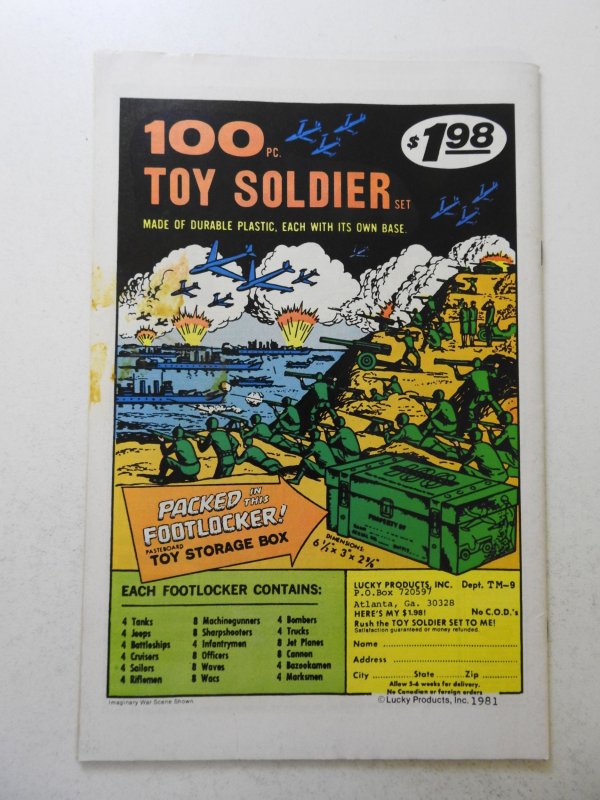 100 PC.
$1.98
TOY SOLDIER SET
MADE OF DURABLE PLASTIC, EACH WITH ITS OWN BASE.
PACKED IN THIS
FOOTLOCKER!
PASTEBOARD
TOY STORAGE BOX
DIMENSIONS:
6 1/2" x 3" x 2 3/8"
PROPERTY OF
EACH FOOTLOCKER CONTAINS:
4 Tanks
4 Jeeps
4 Battleships
4 Cruisers
4 Sailors
4 Riflemen
8 Machinegunners
8 Sharpshooters
4 Infantrymen
8 Officers
8 Waves
8 Wacs
4 Bombers
4 Trucks
8 Jet Planes
8 Cannon
4 Bazookamen
4 Marksmen
LUCKY PRODUCTS, INC. Dept. TM-9
P.O.Box 720597
Atlanta, Ga. 30328
HERE'S MY $1.98! No C.O.D.'s
Rush the TOY SOLDIER SET TO ME!
Satisfaction guaranteed or money refunded.
Name
Address
City State Zip
Allow 5-6 weeks for delivery.
No Canadian or foreign orders
Imaginary War Scene Shown.
©Lucky Products, Inc. 1981